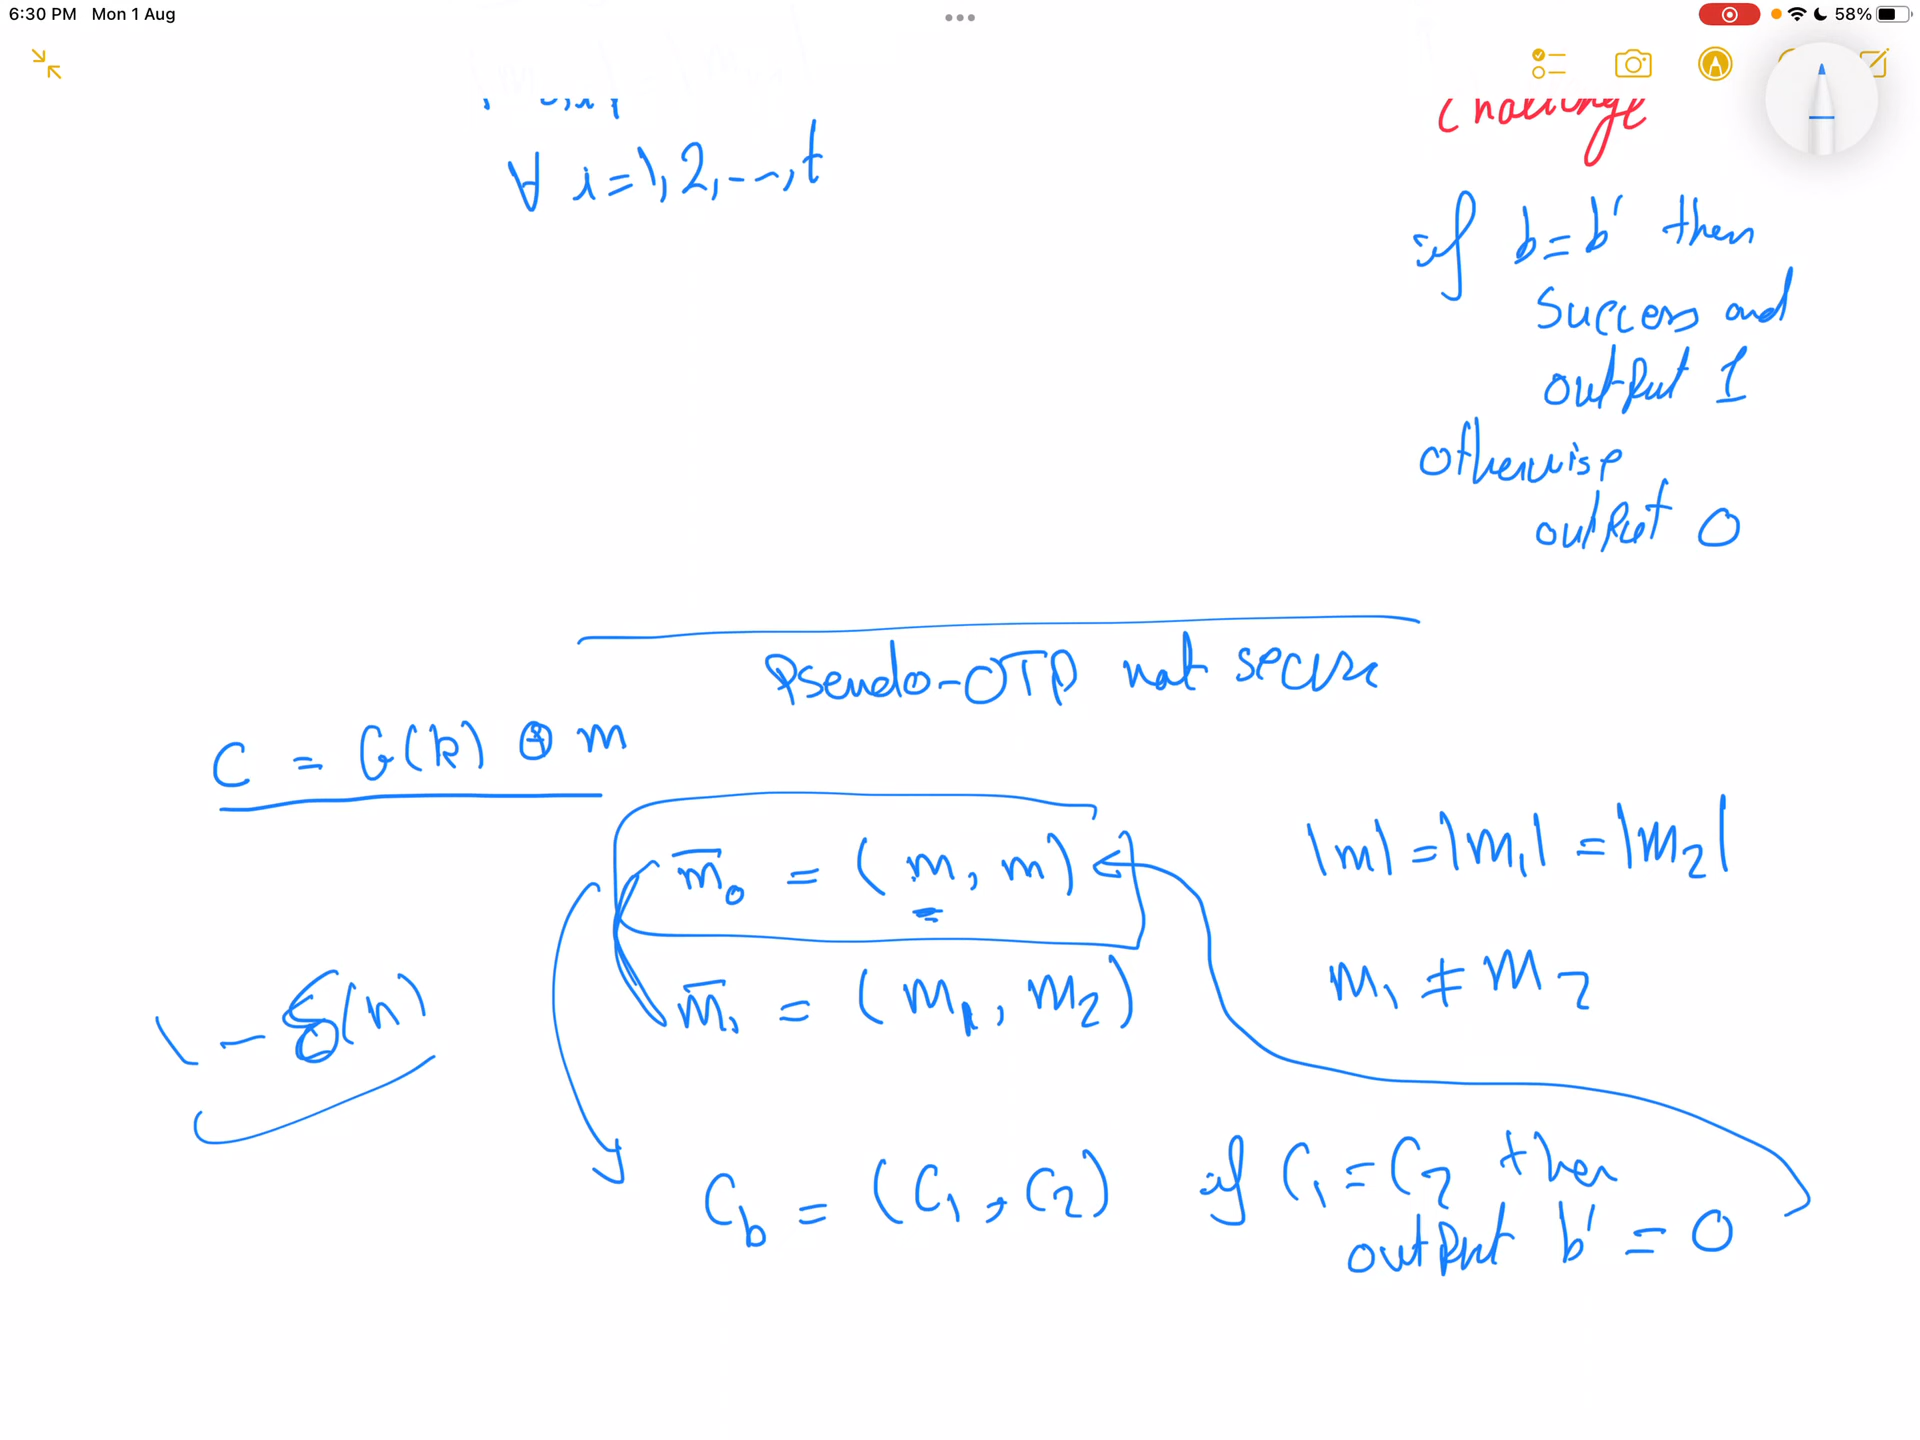 6:30 PM Mon 1 Aug
58%
challenge
∀ i=1,2,--~,t
if b=b' then
success and
output 1
otherwise
output 0
Pseudo-OTP not secure
C = G(k) ⊕ m
m̅₀ = (m, m)
|m| = |m₁| = |m₂|
m̅₁ = (m₁, m₂)
m₁ ≠ m₂
1 - δ(n)
C_b = (C₁, C₂) if C₁ = C₂ then
output b' = 0